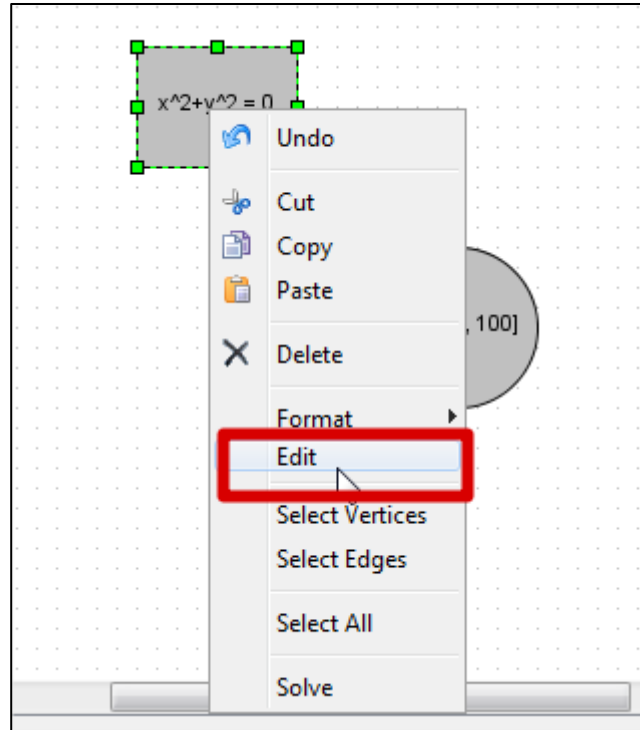 x^2+y^2 = 0
Undo
Cut
Copy
Paste
, 100]
Delete
Format
Edit
Select Vertices
Select Edges
Select All
Solve